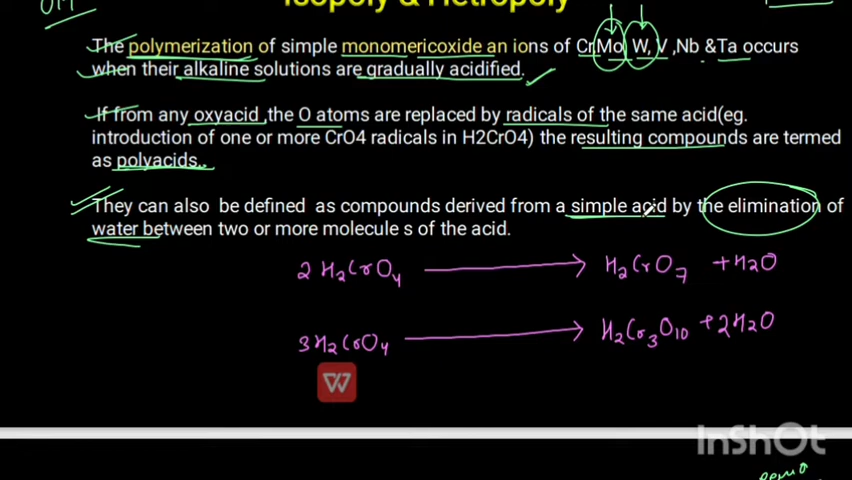 OM
Isopoly & Hetropoly
The polymerization of simple monomericoxide an ions of Cr Mo, W, V ,Nb &Ta occurs
when their alkaline solutions are gradually acidified.
If from any oxyacid ,the O atoms are replaced by radicals of the same acid(eg.
introduction of one or more CrO4 radicals in H2CrO4) the resulting compounds are termed
as polyacids..
They can also be defined as compounds derived from a simple acid by the elimination of
water between two or more molecule s of the acid.
2 H₂CrO₄ ⟶ H₂CrO₇ + H₂O
3H₂CrO₄ ⟶ H₂Cr₃O₁₀ + 2H₂O
InShOt